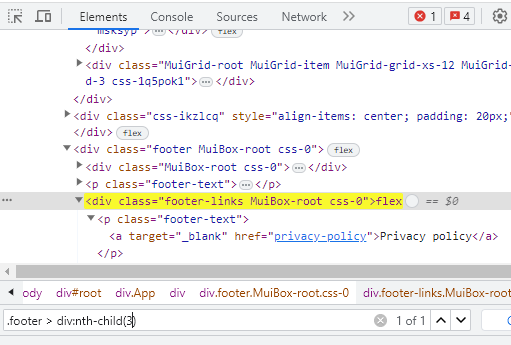 Elements Console Sources >> 1 4
msksyp">⋯</div> flex
</div>
<div class="MuiGrid-root MuiGrid-item MuiGrid-grid-xs-12 MuiGrid-
d-3 css-1q5pok1">⋯</div>
</div>
<div class="css-ikzlcq" style="align-items: center; padding: 20px;"
</div> flex
<div class="footer MuiBox-root css-0"> flex
<div class="MuiBox-root css-0">⋯</div>
<p class="footer-text">⋯</p>
⋯ <div class="footer-links MuiBox-root css-0">flex == $0
<p class="footer-text">
<a target="_blank" href="privacy-policy">Privacy policy</a>
</p>
ody div#root div.App div div.footer.MuiBox-root.css-0 div.footer-links.MuiBox-root
.footer > div:nth-child(3) 1 of 1